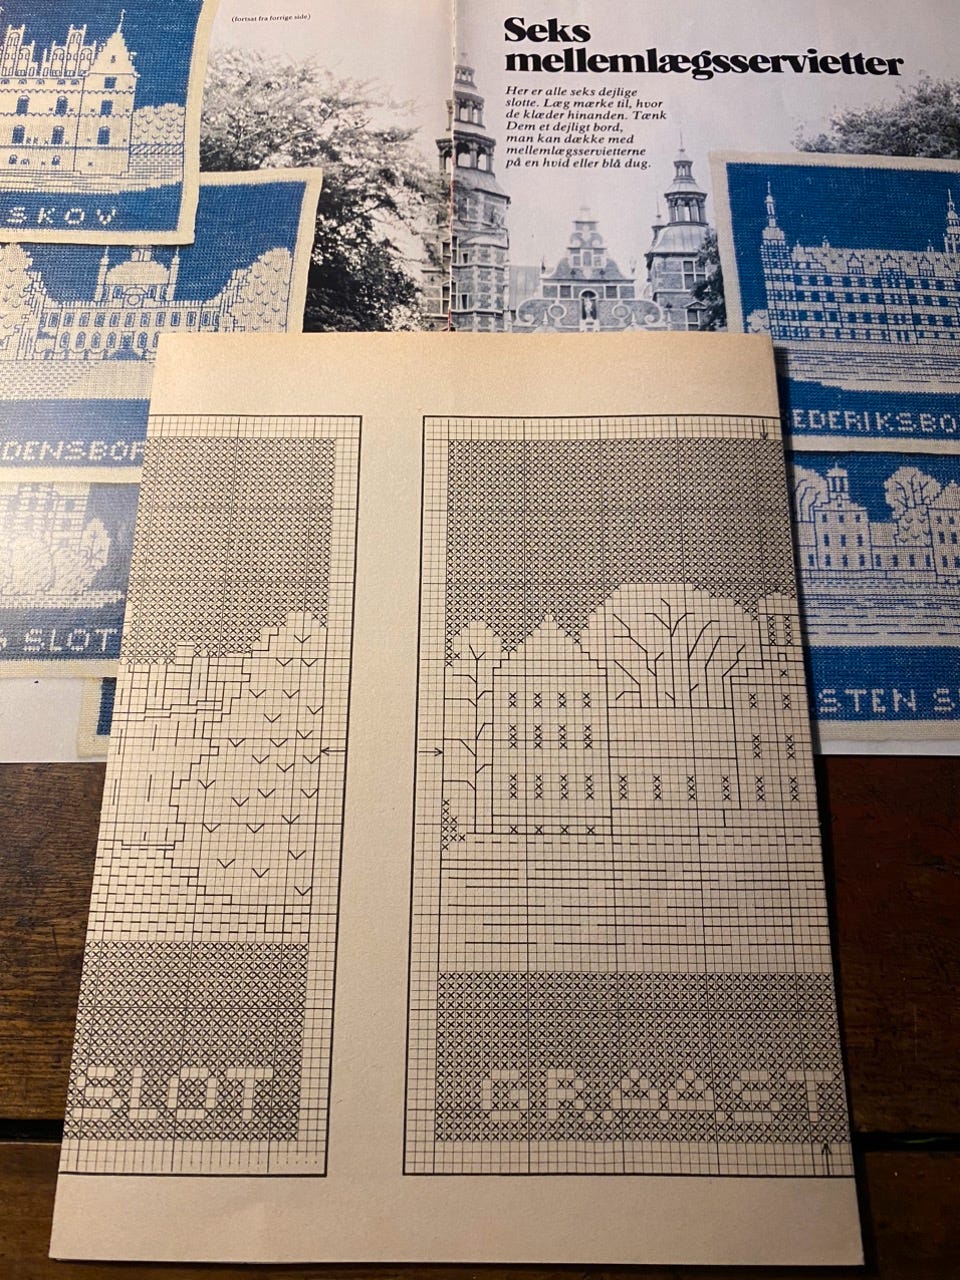 (fortsat fra forrige side)
Seks
mellemlægsservietter
Her er alle seks dejlige
slotte. Læg mærke til, hvor
de klæder hinanden. Tænk
Dem et dejligt bord,
man kan dække med
mellemlægsservietterne
på en hvid eller blå dug.
SKOV
DENSBOR
SLOT
EDERIKSBO
STEN S
SLOT
GRAAST